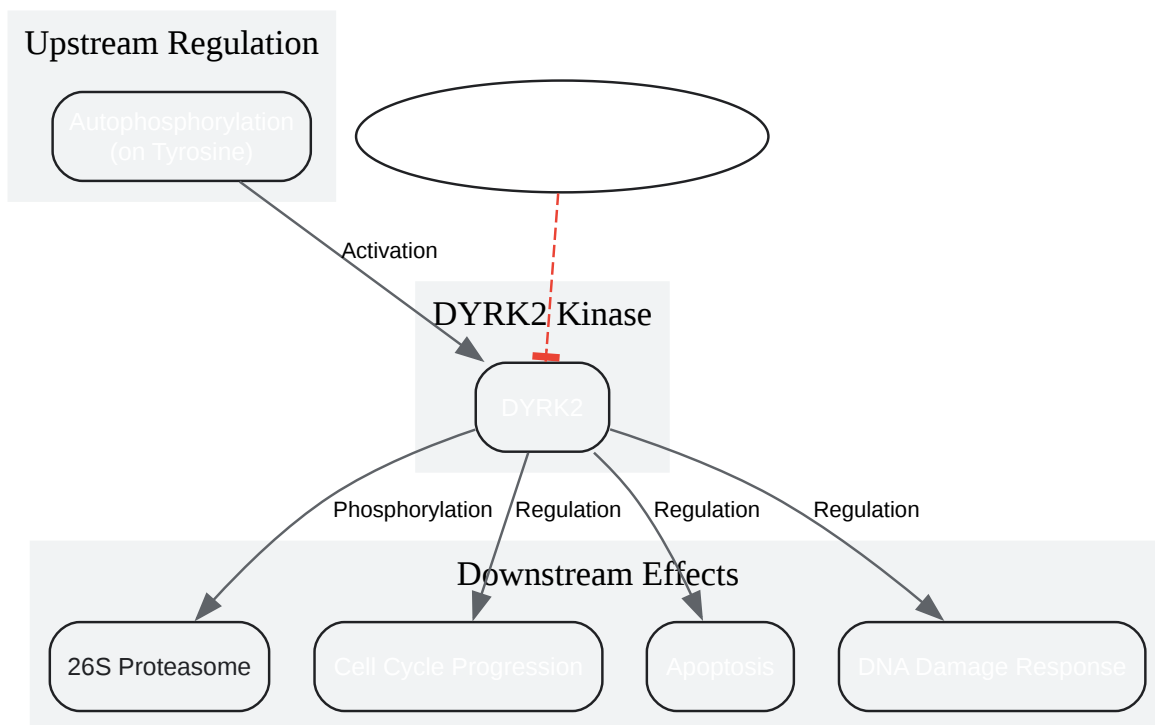 Upstream Regulation
Autophosphorylation
(on Tyrosine)
Activation
DYRK2 Kinase
DYRK2
Phosphorylation
Regulation
Regulation
Regulation
Downstream Effects
26S Proteasome
Cell Cycle Progression
Apoptosis
DNA Damage Response